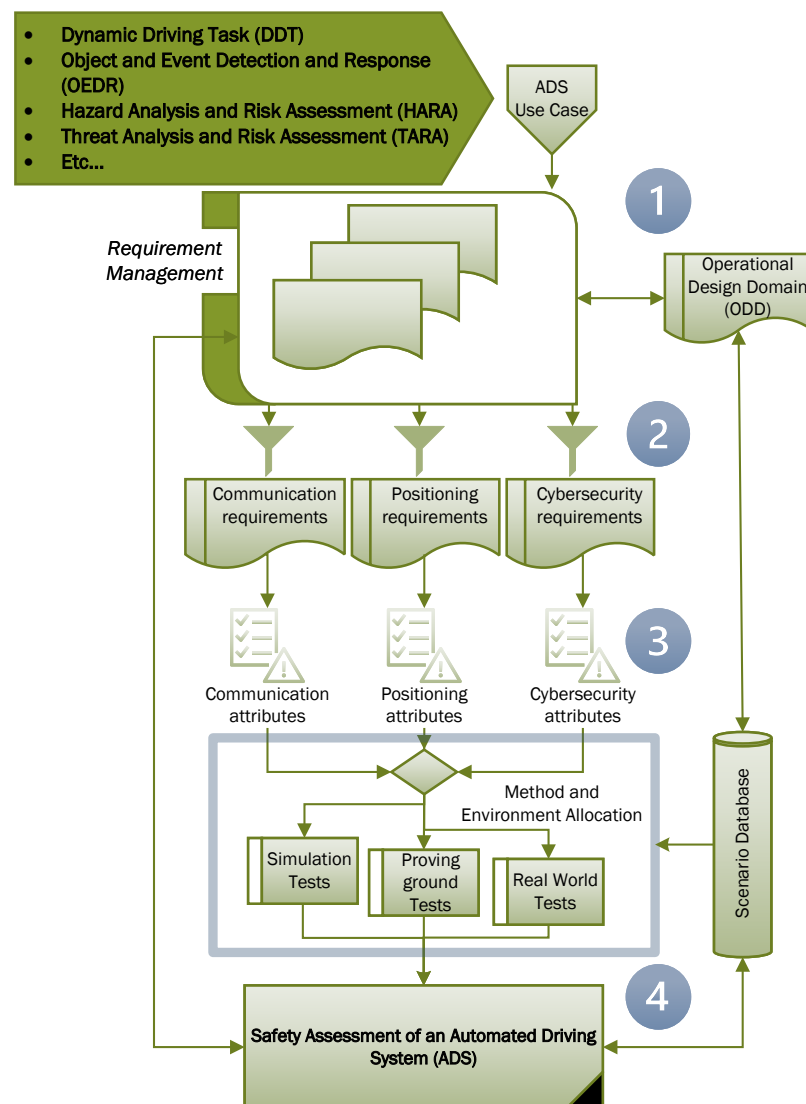 • Dynamic Driving Task (DDT)
• Object and Event Detection and Response
(OEDR)
• Hazard Analysis and Risk Assessment (HARA)
• Threat Analysis and Risk Assessment (TARA)
• Etc...
ADS
Use Case
1
Requirement
Management
Operational
Design Domain
(ODD)
2
Communication
requirements
Positioning
requirements
Cybersecurity
requirements
3
Communication
attributes
Positioning
attributes
Cybersecurity
attributes
Method and
Environment Allocation
Simulation
Tests
Proving
ground
Tests
Real World
Tests
Scenario Database
4
Safety Assessment of an Automated Driving
System (ADS)